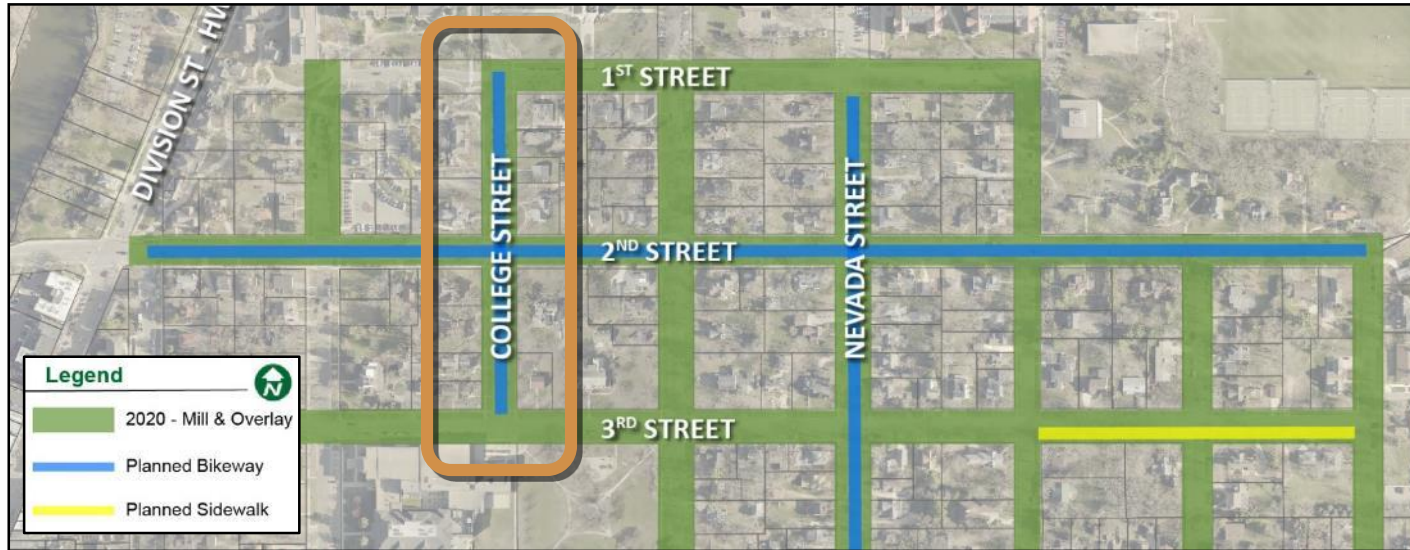 DIVISION ST - HW
1ST STREET
COLLEGE STREET
2ND STREET
NEVADA STREET
3RD STREET
Legend
N
2020 - Mill & Overlay
Planned Bikeway
Planned Sidewalk